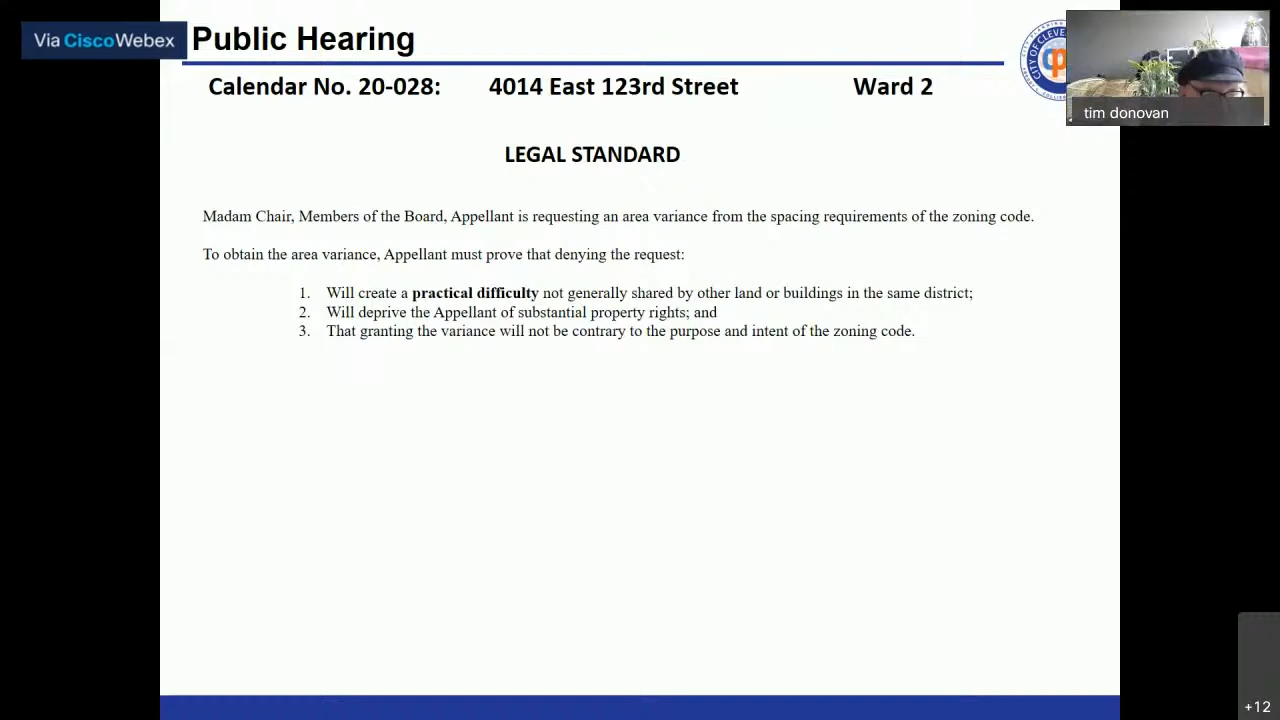 Via CiscoWebex
Public Hearing
Calendar No. 20-028: 4014 East 123rd Street Ward 2
tim donovan
LEGAL STANDARD
Madam Chair, Members of the Board, Appellant is requesting an area variance from the spacing requirements of the zoning code.
To obtain the area variance, Appellant must prove that denying the request:
1. Will create a practical difficulty not generally shared by other land or buildings in the same district;
2. Will deprive the Appellant of substantial property rights; and
3. That granting the variance will not be contrary to the purpose and intent of the zoning code.
+12